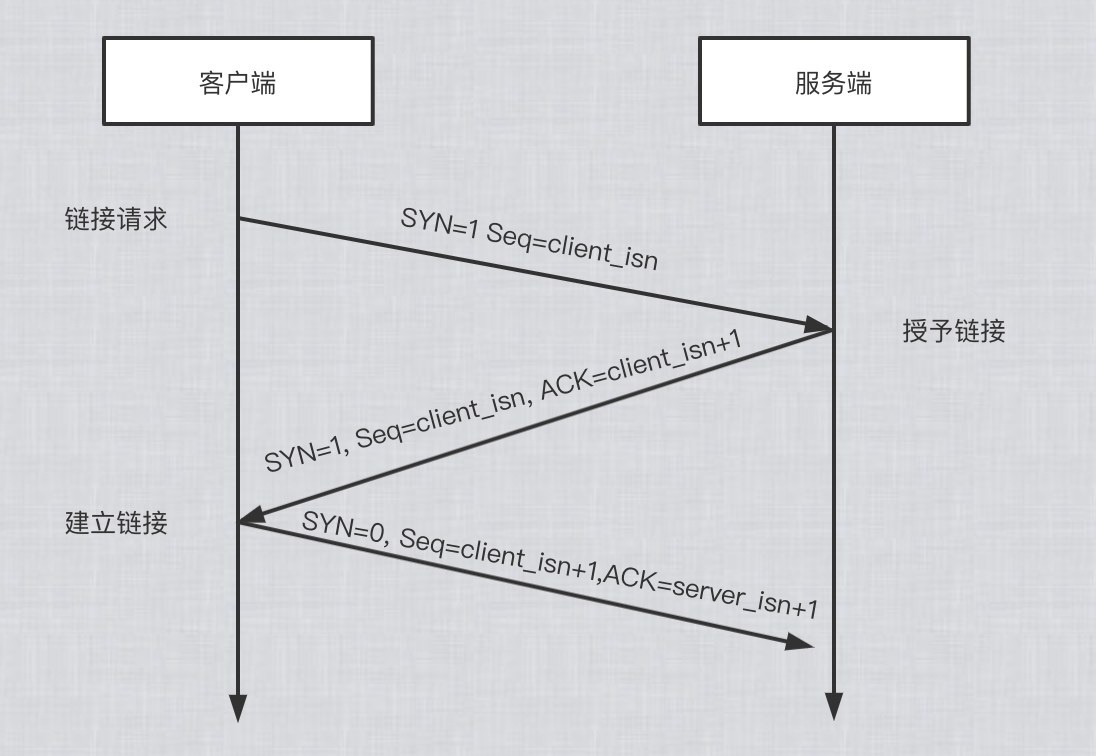 客户端
服务端
链接请求
SYN=1 Seq=client_isn
授予链接
SYN=1, Seq=client_isn, ACK=client_isn+1
建立链接
SYN=0, Seq=client_isn+1,ACK=server_isn+1